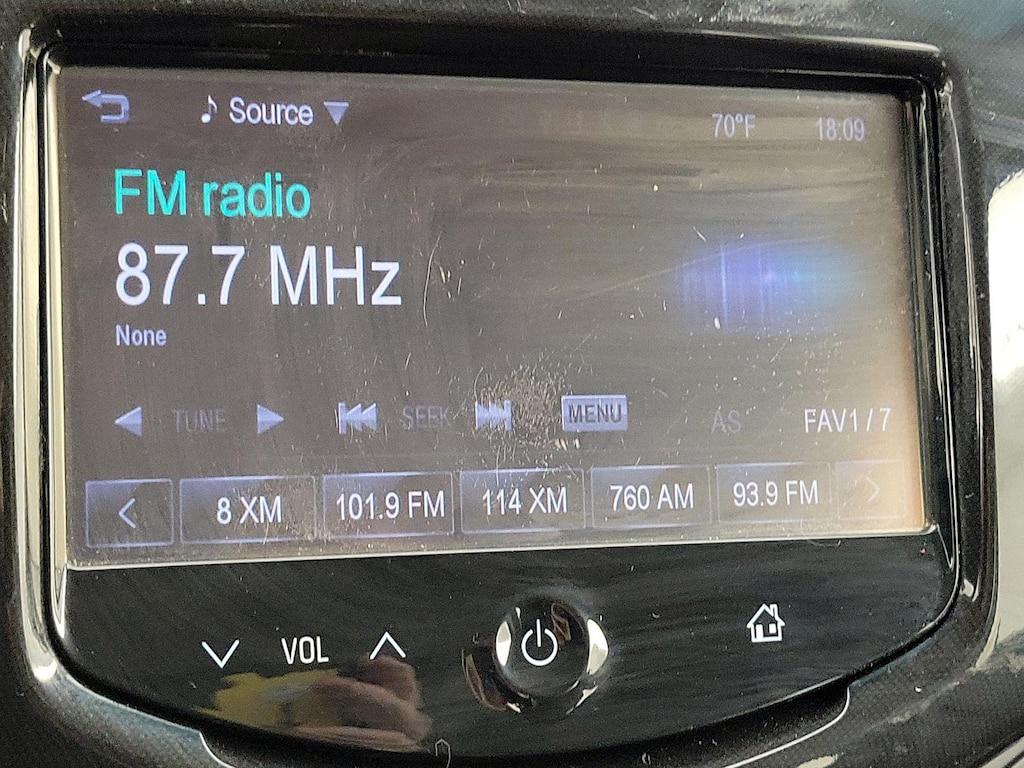 Source
70°F 18:09
FM radio
87.7 MHz
None
TUNE SEEK MENU AS FAV1 / 7
8 XM 101.9 FM 114 XM 760 AM 93.9 FM
VOL